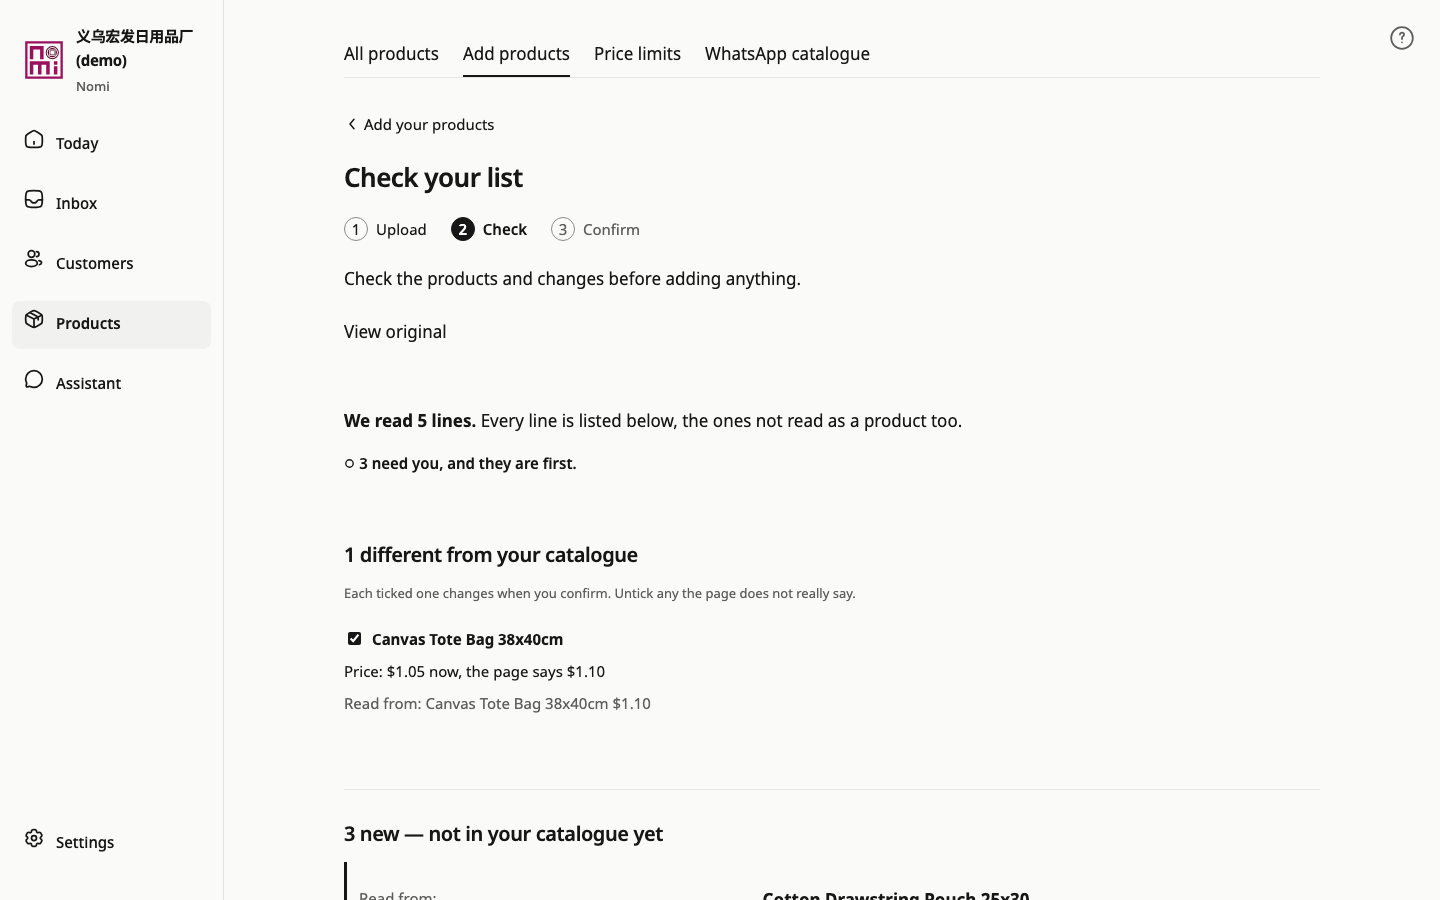 义乌宏发日用品厂
(demo)
Nomi
Today
Inbox
Customers
Products
Assistant
Settings
All products
Add products
Price limits
WhatsApp catalogue
?
Add your products
Check your list
1 Upload
2 Check
3 Confirm
Check the products and changes before adding anything.
View original
We read 5 lines. Every line is listed below, the ones not read as a product too.
3 need you, and they are first.
1 different from your catalogue
Each ticked one changes when you confirm. Untick any the page does not really say.
Canvas Tote Bag 38x40cm
Price: $1.05 now, the page says $1.10
Read from: Canvas Tote Bag 38x40cm $1.10
3 new — not in your catalogue yet
Read from:
Cotton Drawstring Pouch 25x30